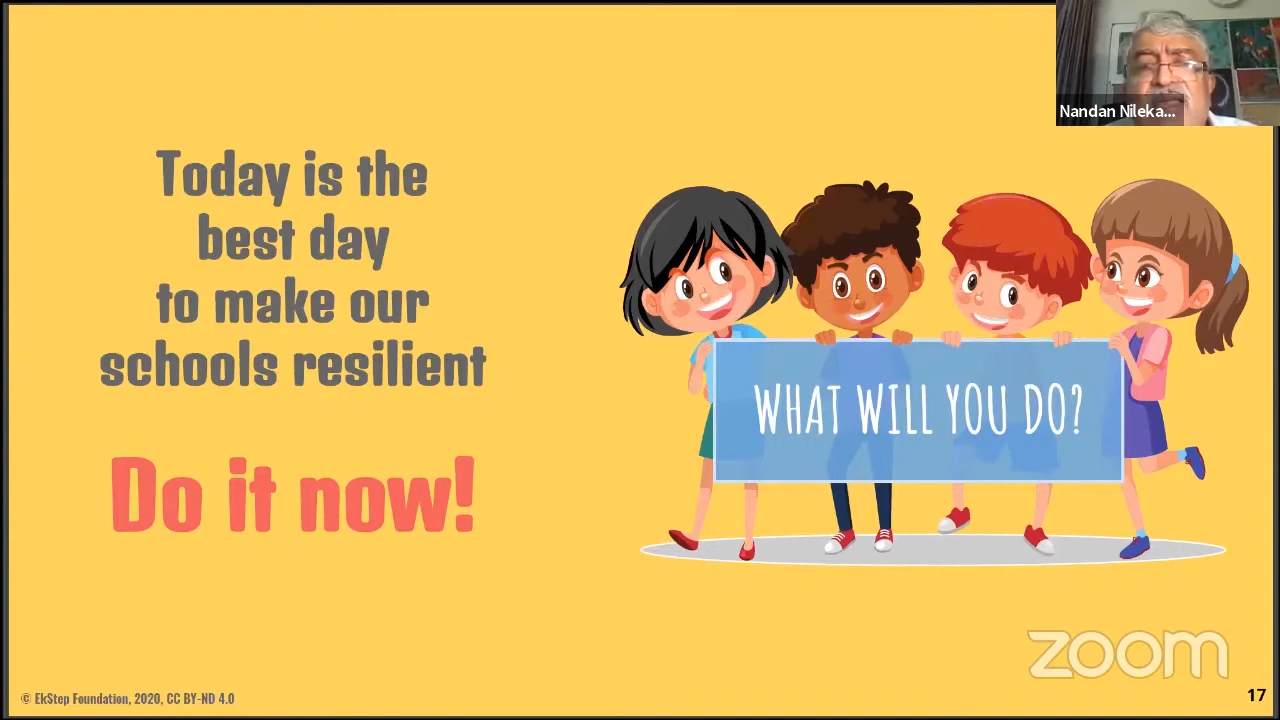 Nandan Nileka...
Today is the
best day
to make our
schools resilient
Do it now!
WHAT WILL YOU DO?
zoom
© EkStep Foundation, 2020, CC BY-ND 4.0
17